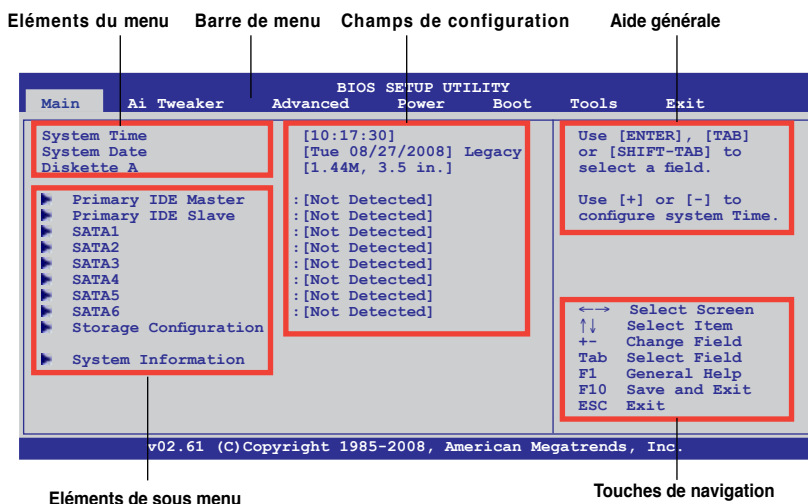 Eléments du menu Barre de menu Champs de configuration Aide générale
BIOS SETUP UTILITY
Main Ai Tweaker Advanced Power Boot Tools Exit
System Time [10:17:30]
System Date [Tue 08/27/2008] Legacy
Diskette A [1.44M, 3.5 in.]
Primary IDE Master :[Not Detected]
Primary IDE Slave :[Not Detected]
SATA1 :[Not Detected]
SATA2 :[Not Detected]
SATA3 :[Not Detected]
SATA4 :[Not Detected]
SATA5 :[Not Detected]
SATA6 :[Not Detected]
Storage Configuration
System Information
Use [ENTER], [TAB]
or [SHIFT-TAB] to
select a field.
Use [+] or [-] to
configure system Time.
←→ Select Screen
↑↓ Select Item
+- Change Field
Tab Select Field
F1 General Help
F10 Save and Exit
ESC Exit
v02.61 (C)Copyright 1985-2008, American Megatrends, Inc.
Eléments de sous menu Touches de navigation